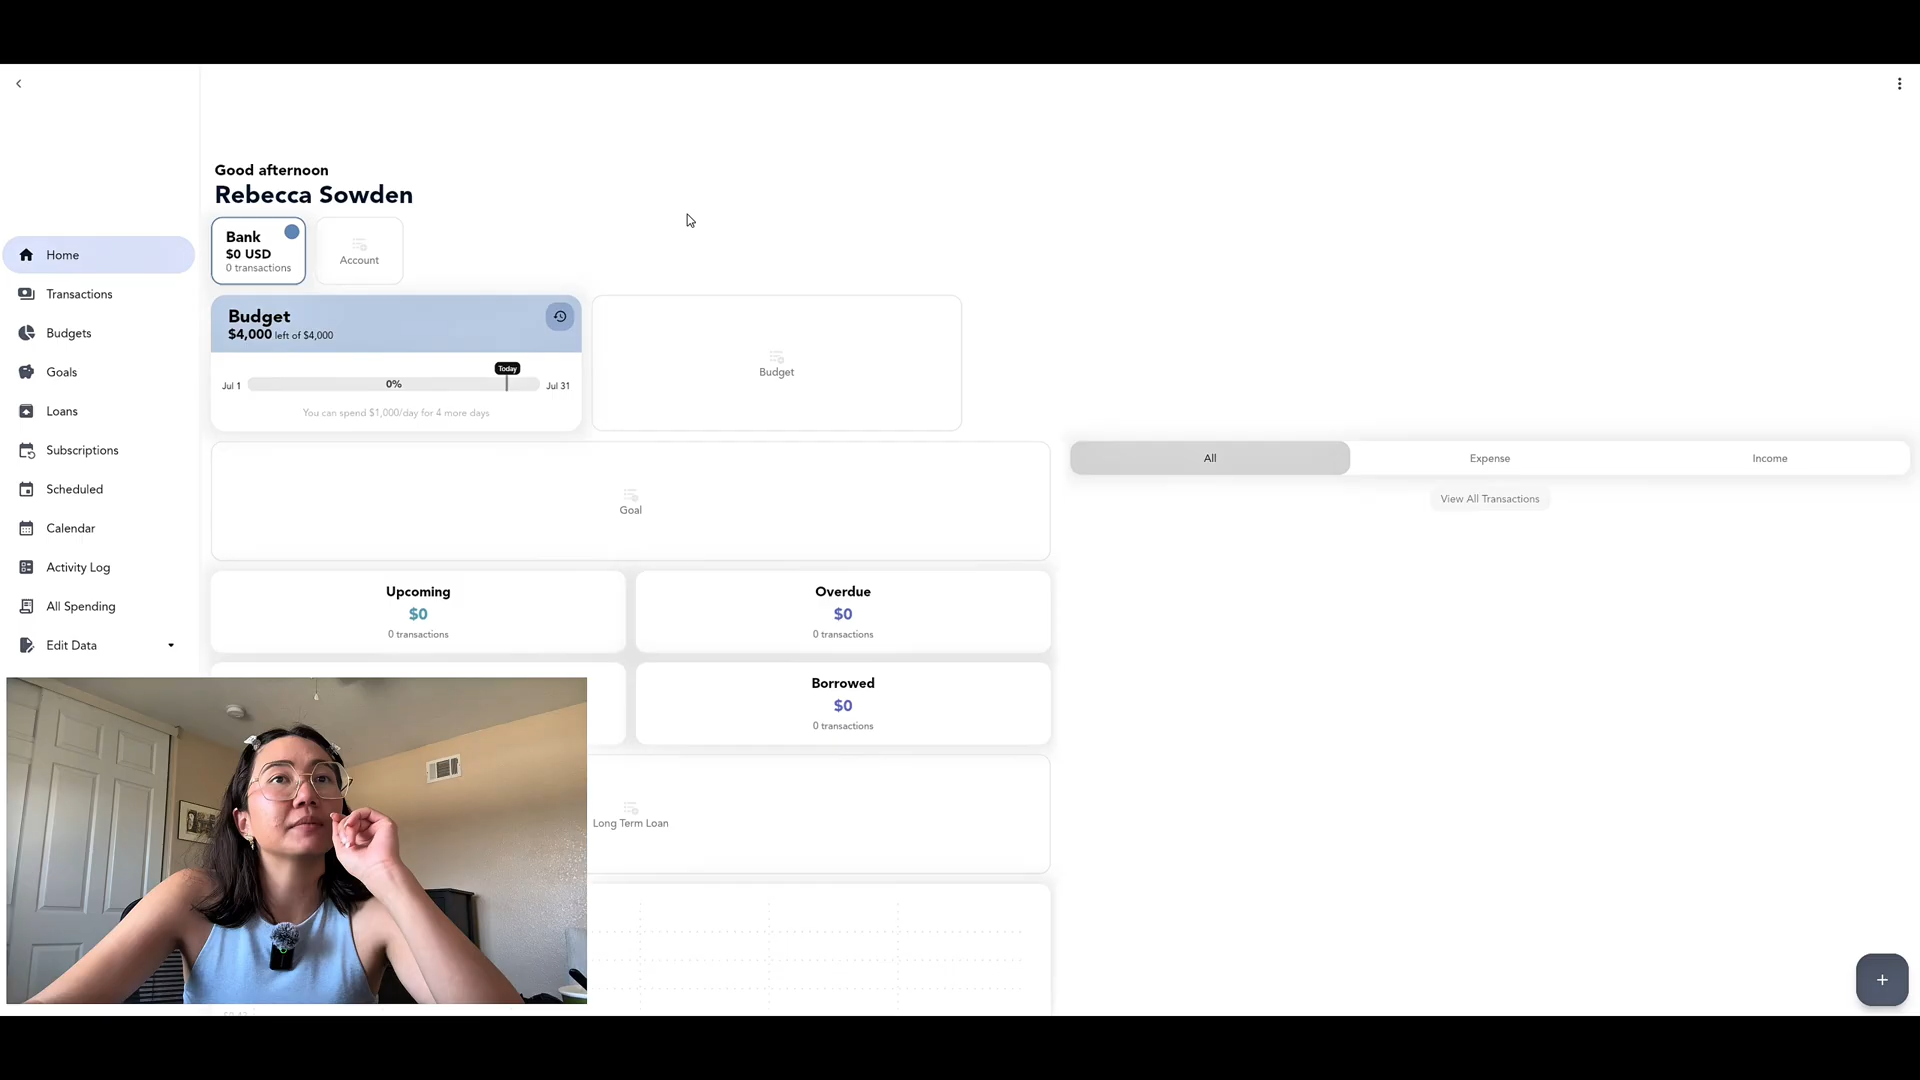 Good afternoon
Rebecca Sowden
Home
Transactions
Budgets
Goals
Loans
Subscriptions
Scheduled
Calendar
Activity Log
All Spending
Edit Data
Bank
$0 USD
0 transactions
Account
Budget
$4,000 left of $4,000
Today
Jul 1
0%
Jul 31
You can spend $1,000/day for 4 more days
Budget
Goal
Upcoming
$0
0 transactions
Overdue
$0
0 transactions
Borrowed
$0
0 transactions
Long Term Loan
All
Expense
Income
View All Transactions
+